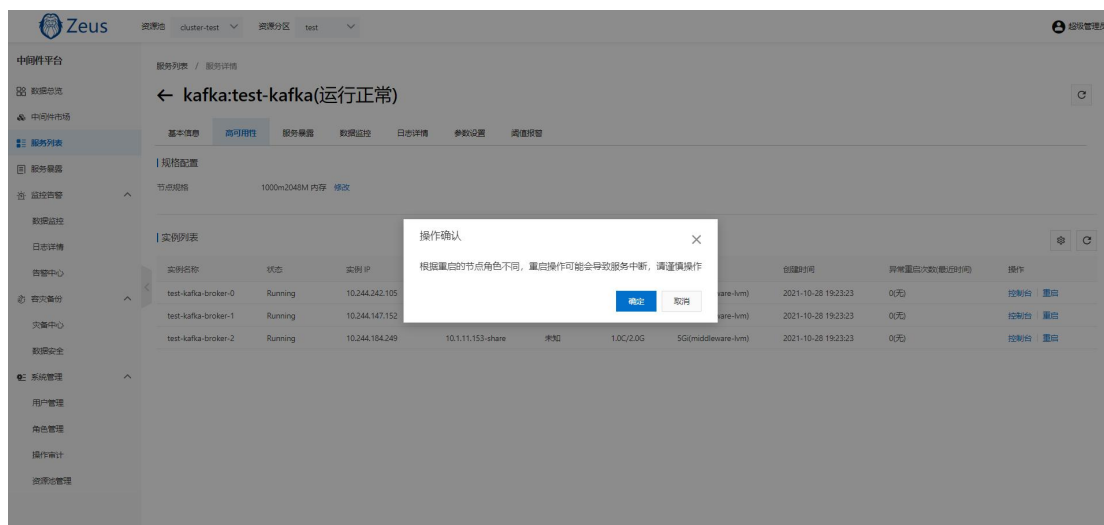 Zeus 资源池 cluster-test 资源分区 test 超级管理员
中间件平台
数据总览
中间件市场
服务列表
服务暴露
监控告警
数据监控
日志详情
告警中心
容灾备份
灾备中心
数据安全
系统管理
用户管理
角色管理
操作审计
资源池管理
服务列表 / 服务详情
← kafka:test-kafka(运行正常)
基本信息 高可用性 服务暴露 数据监控 日志详情 参数设置 阈值报警
规格配置
节点规格 1000m2048M 内存 修改
实例列表
实例名称 状态 实例 IP 创建时间 异常重启次数(最近时间) 操作
test-kafka-broker-0 Running 10.244.242.105 ware-lvm) 2021-10-28 19:23:23 0(无) 控制台 重启
test-kafka-broker-1 Running 10.244.147.152 ware-lvm) 2021-10-28 19:23:23 0(无) 控制台 重启
test-kafka-broker-2 Running 10.244.184.249 10.1.11.153-share 未知 1.0C/2.0G 5Gi(middleware-lvm) 2021-10-28 19:23:23 0(无) 控制台 重启
操作确认
根据重启的节点角色不同，重启操作可能会导致服务中断，请谨慎操作
确定 取消